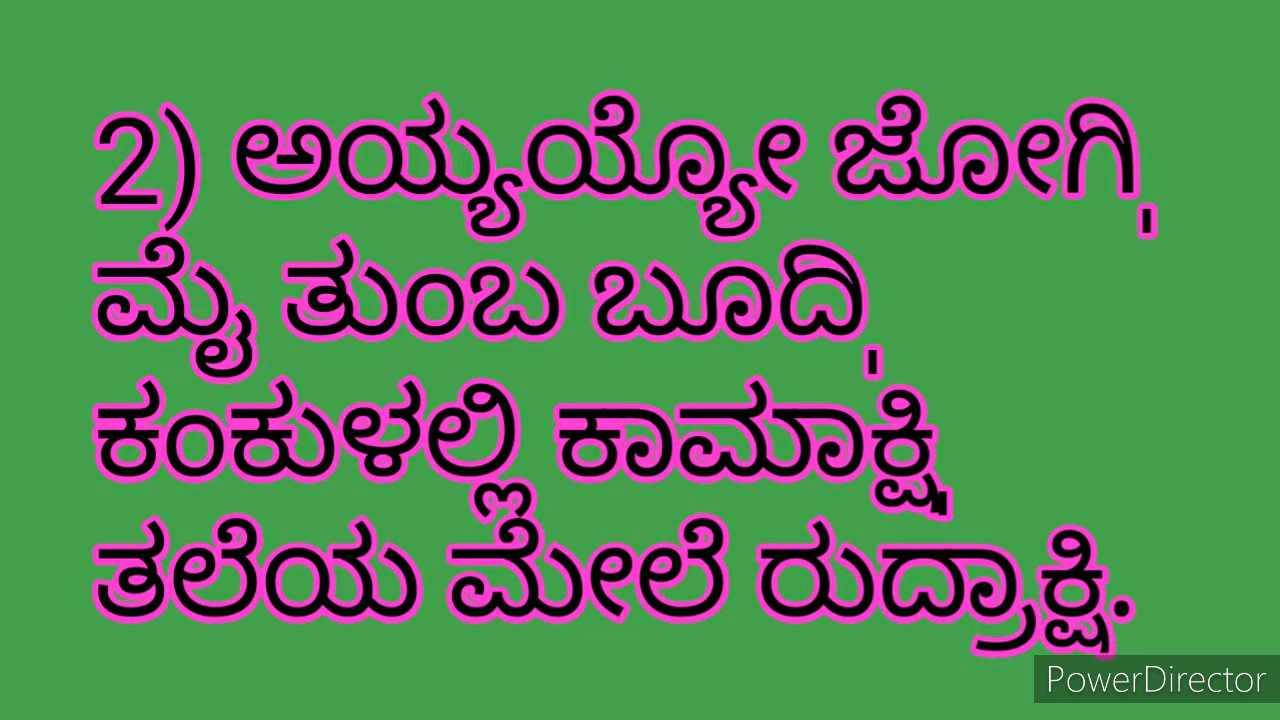 2) ಅಯ್ಯಯ್ಯೋ ಜೋಗಿ,
ಮೈ ತುಂಬ ಬೂದಿ,
ಕಂಕುಳಲ್ಲಿ ಕಾಮಾಕ್ಷಿ,
ತಲೆಯ ಮೇಲೆ ರುದ್ರಾಕ್ಷಿ.
PowerDirector